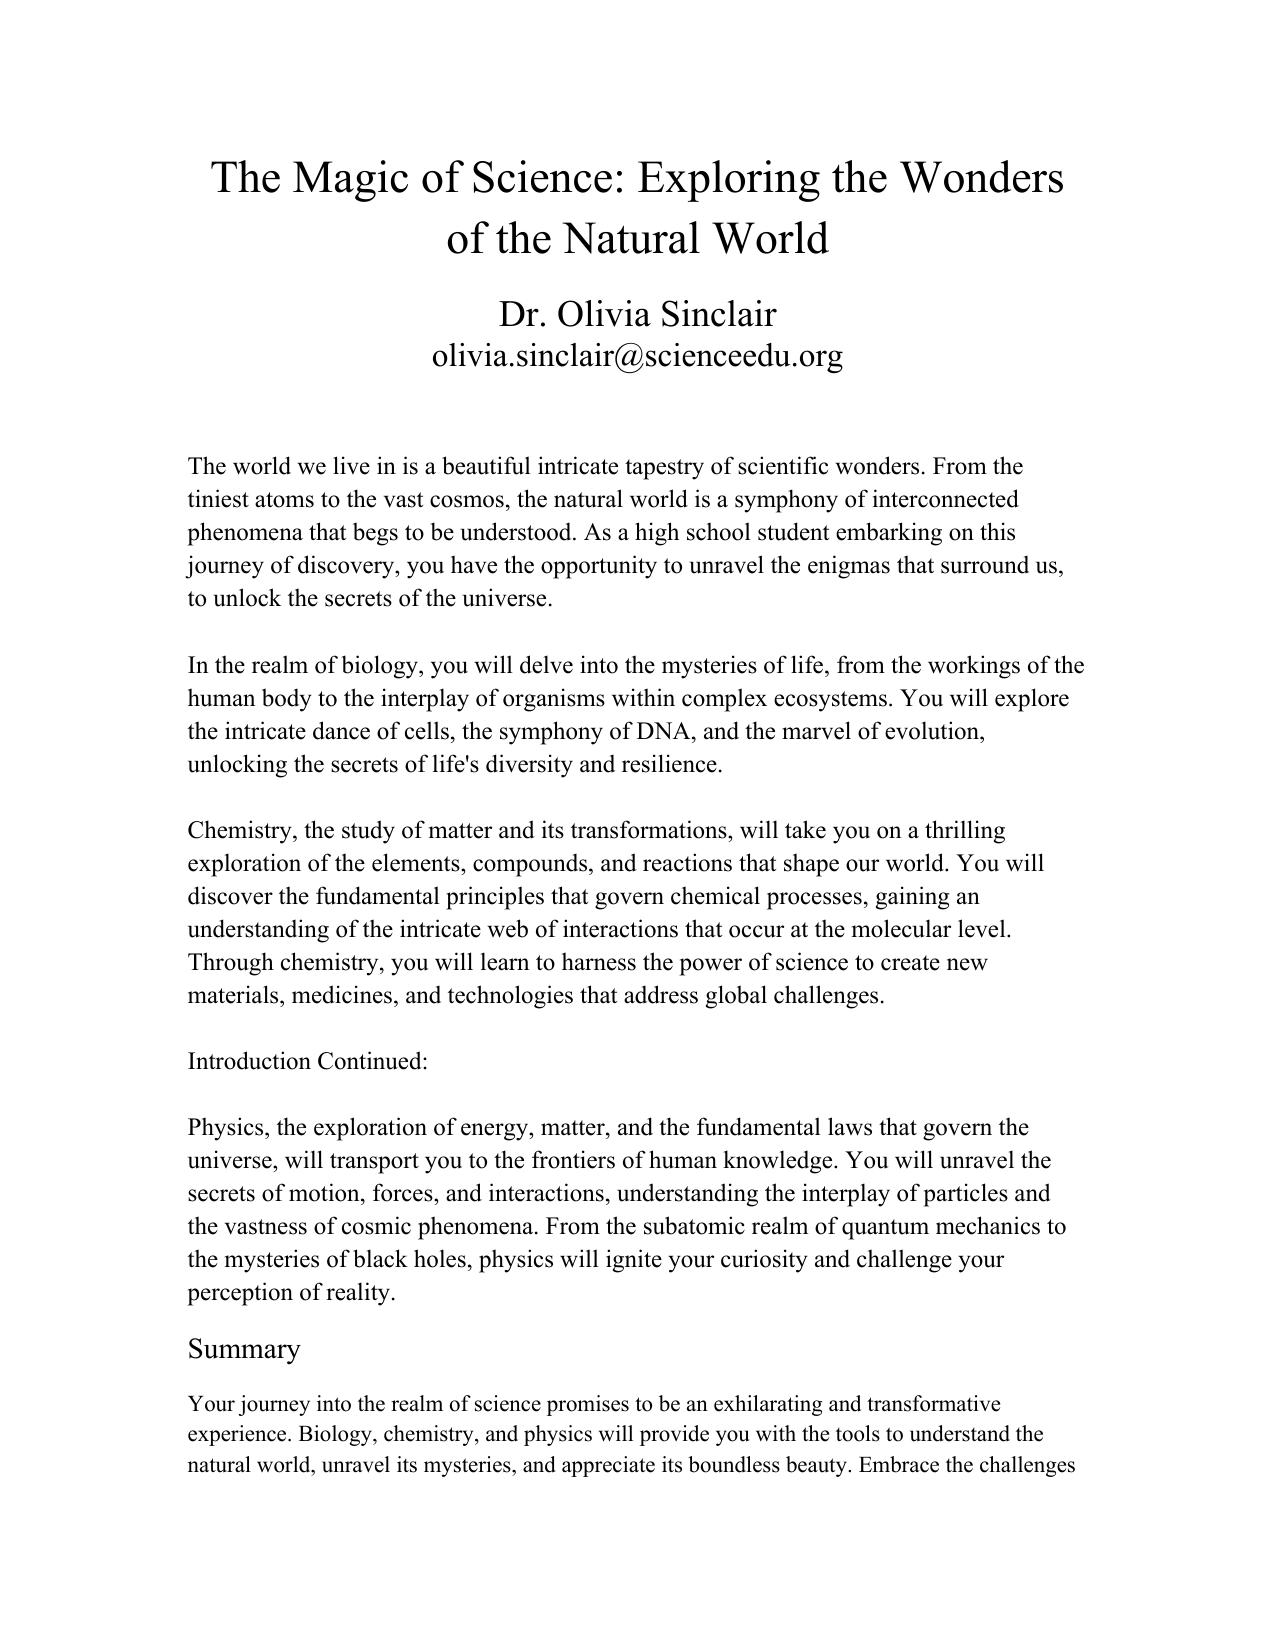 The Magic of Science: Exploring the Wonders
of the Natural World
Dr. Olivia Sinclair
olivia.sinclair@scienceedu.org
The world we live in is a beautiful intricate tapestry of scientific wonders. From the
tiniest atoms to the vast cosmos, the natural world is a symphony of interconnected
phenomena that begs to be understood. As a high school student embarking on this
journey of discovery, you have the opportunity to unravel the enigmas that surround us,
to unlock the secrets of the universe.
In the realm of biology, you will delve into the mysteries of life, from the workings of the
human body to the interplay of organisms within complex ecosystems. You will explore
the intricate dance of cells, the symphony of DNA, and the marvel of evolution,
unlocking the secrets of life's diversity and resilience.
Chemistry, the study of matter and its transformations, will take you on a thrilling
exploration of the elements, compounds, and reactions that shape our world. You will
discover the fundamental principles that govern chemical processes, gaining an
understanding of the intricate web of interactions that occur at the molecular level.
Through chemistry, you will learn to harness the power of science to create new
materials, medicines, and technologies that address global challenges.
Introduction Continued:
Physics, the exploration of energy, matter, and the fundamental laws that govern the
universe, will transport you to the frontiers of human knowledge. You will unravel the
secrets of motion, forces, and interactions, understanding the interplay of particles and
the vastness of cosmic phenomena. From the subatomic realm of quantum mechanics to
the mysteries of black holes, physics will ignite your curiosity and challenge your
perception of reality.
Summary
Your journey into the realm of science promises to be an exhilarating and transformative
experience. Biology, chemistry, and physics will provide you with the tools to understand the
natural world, unravel its mysteries, and appreciate its boundless beauty. Embrace the challenges